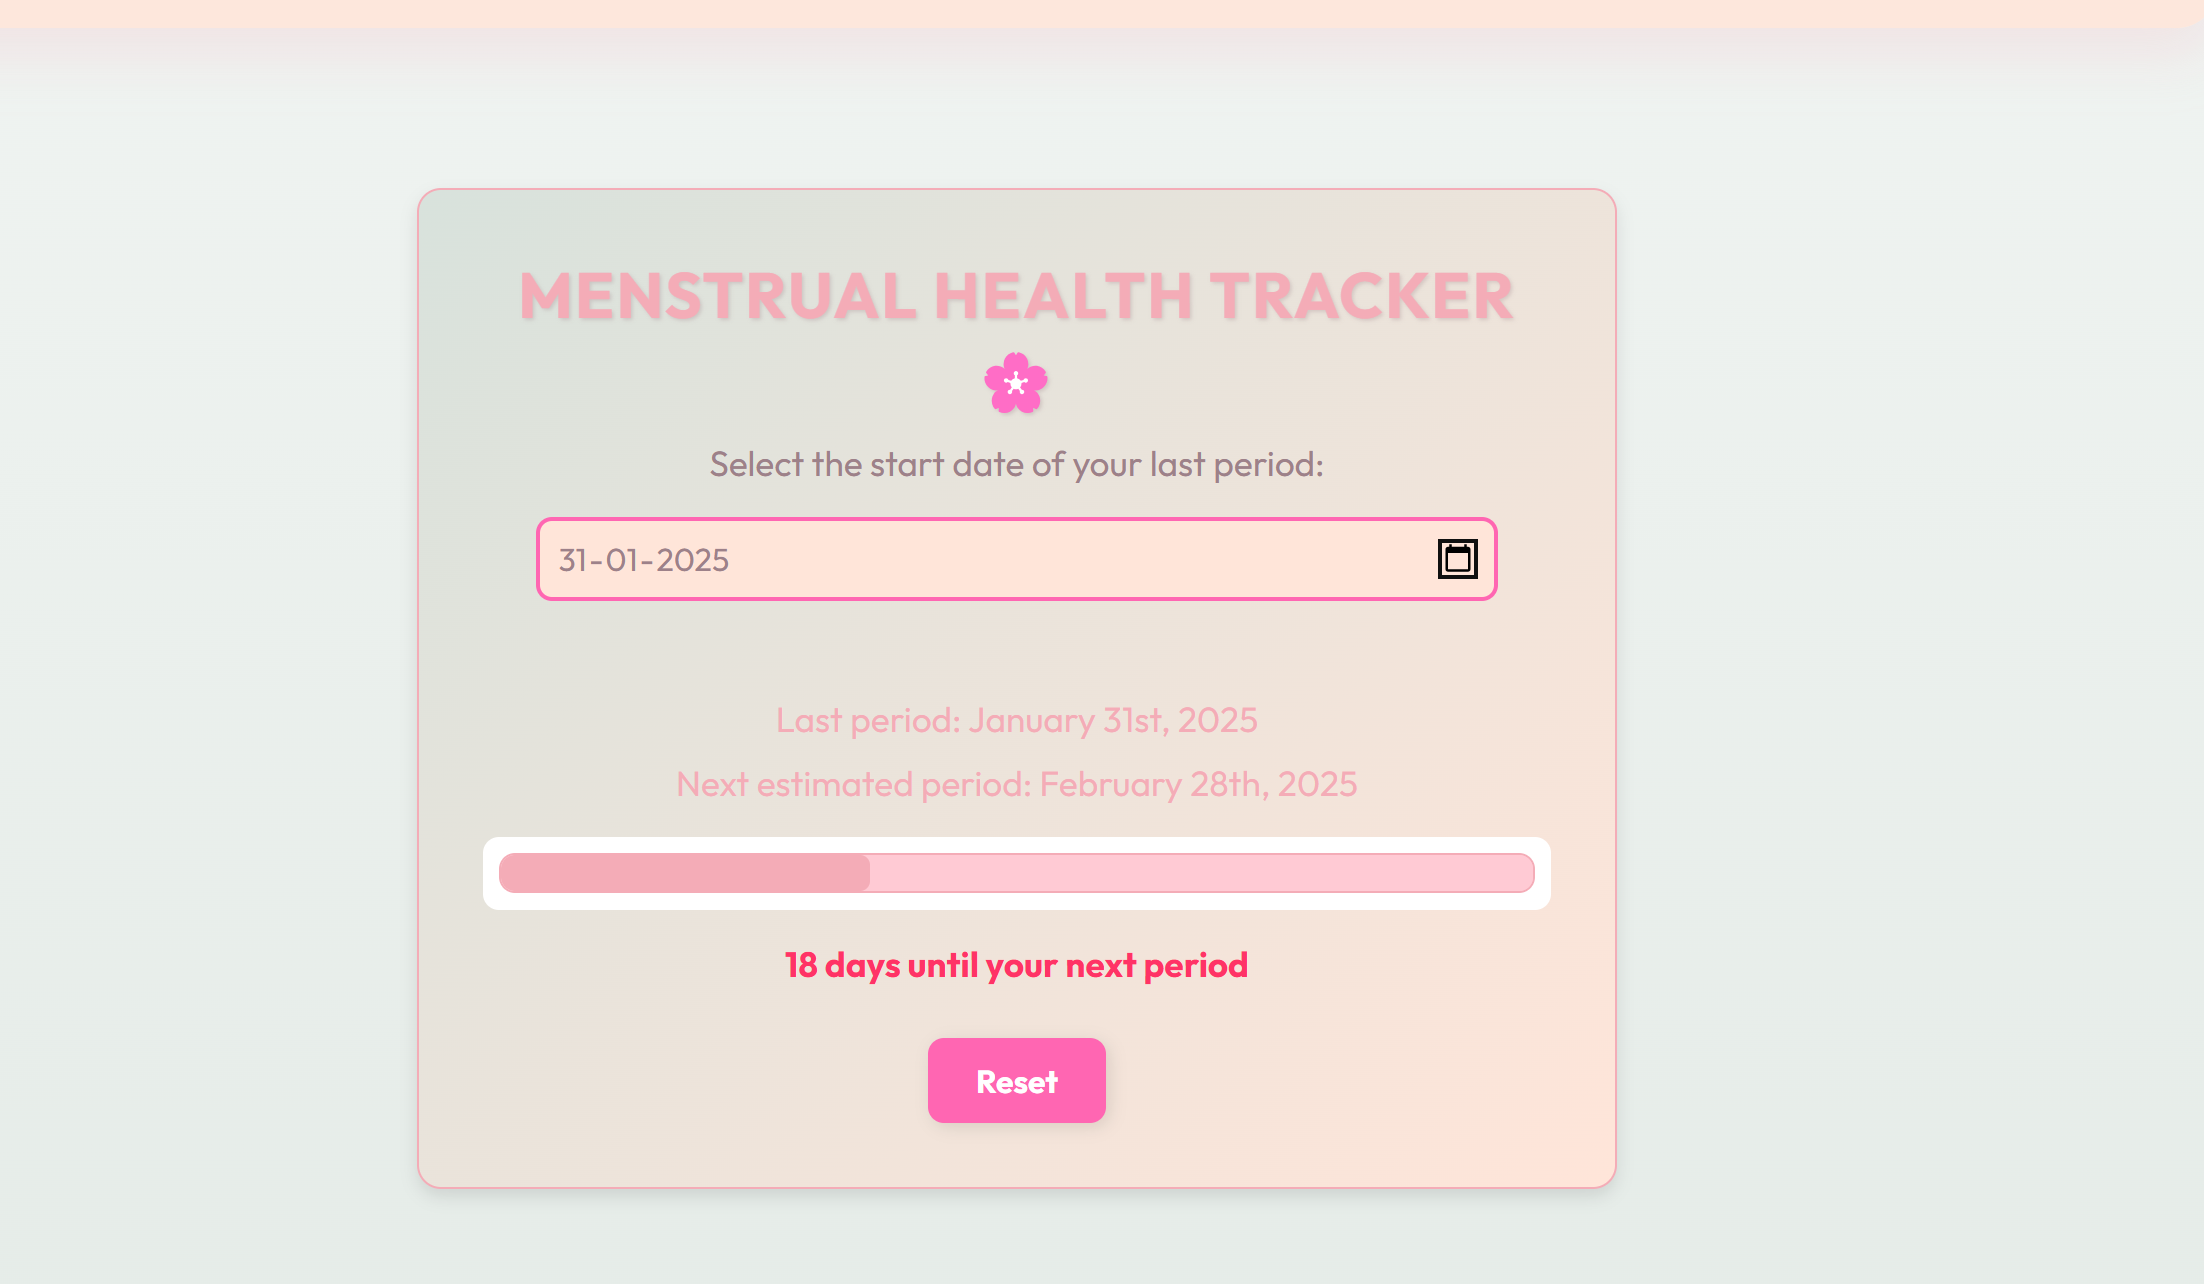 MENSTRUAL HEALTH TRACKER
🌸
Select the start date of your last period:
31-01-2025
Last period: January 31st, 2025
Next estimated period: February 28th, 2025
18 days until your next period
Reset